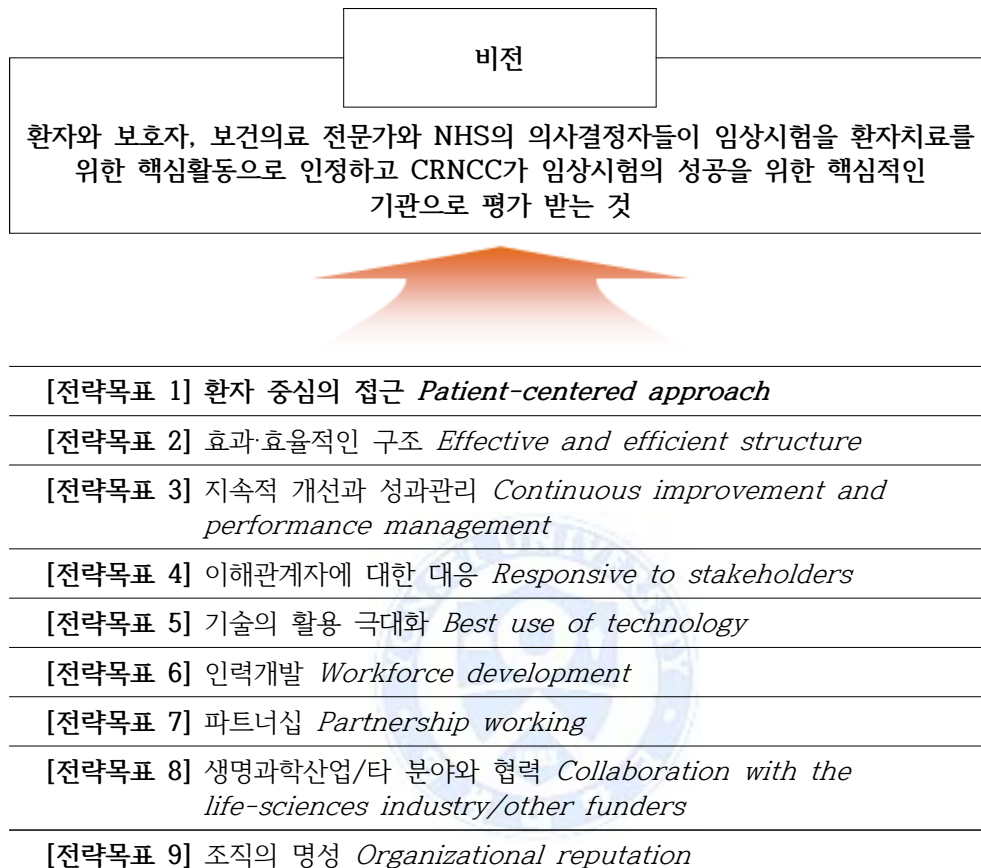 비전
환자와 보호자, 보건의료 전문가와 NHS의 의사결정자들이 임상시험을 환자치료를
위한 핵심활동으로 인정하고 CRNCC가 임상시험의 성공을 위한 핵심적인
기관으로 평가 받는 것
[전략목표 1] 환자 중심의 접근 Patient-centered approach
[전략목표 2] 효과·효율적인 구조 Effective and efficient structure
[전략목표 3] 지속적 개선과 성과관리 Continuous improvement and
performance management
[전략목표 4] 이해관계자에 대한 대응 Responsive to stakeholders
[전략목표 5] 기술의 활용 극대화 Best use of technology
[전략목표 6] 인력개발 Workforce development
[전략목표 7] 파트너십 Partnership working
[전략목표 8] 생명과학산업/타 분야와 협력 Collaboration with the
life-sciences industry/other funders
[전략목표 9] 조직의 명성 Organizational reputation